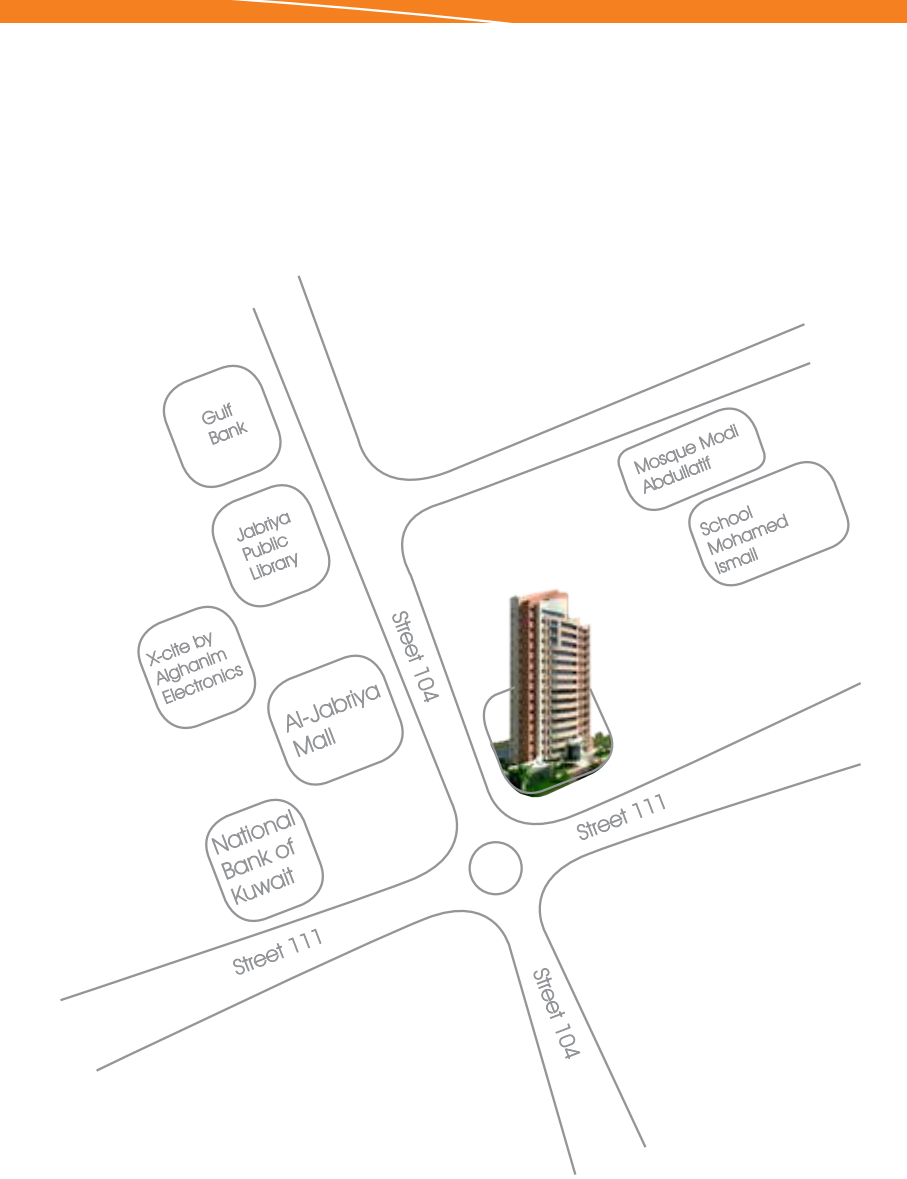 Gulf
Bank
Mosque Modi
Abdullatif
Jabriya
Public
Library
School
Mohamed
Ismail
X-cite by
Alghanim
Electronics
Street 104
Al-Jabriya
Mall
National
Bank of
Kuwait
Street 111
Street 111
Street 104